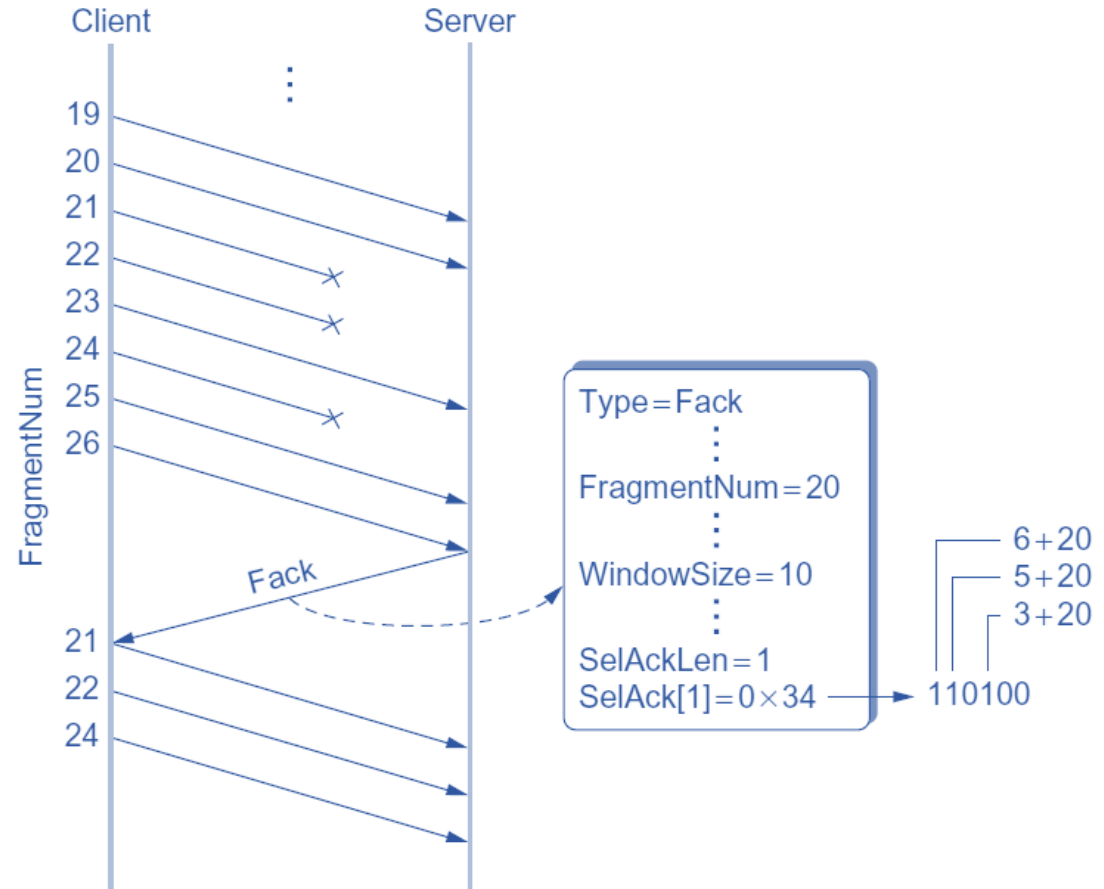 Client
Server
19
20
21
22
23
24
25
26
FragmentNum
Fack
21
22
24
Type=Fack
FragmentNum=20
WindowSize=10
SelAckLen=1
SelAck[1]=0×34
6+20
5+20
3+20
110100